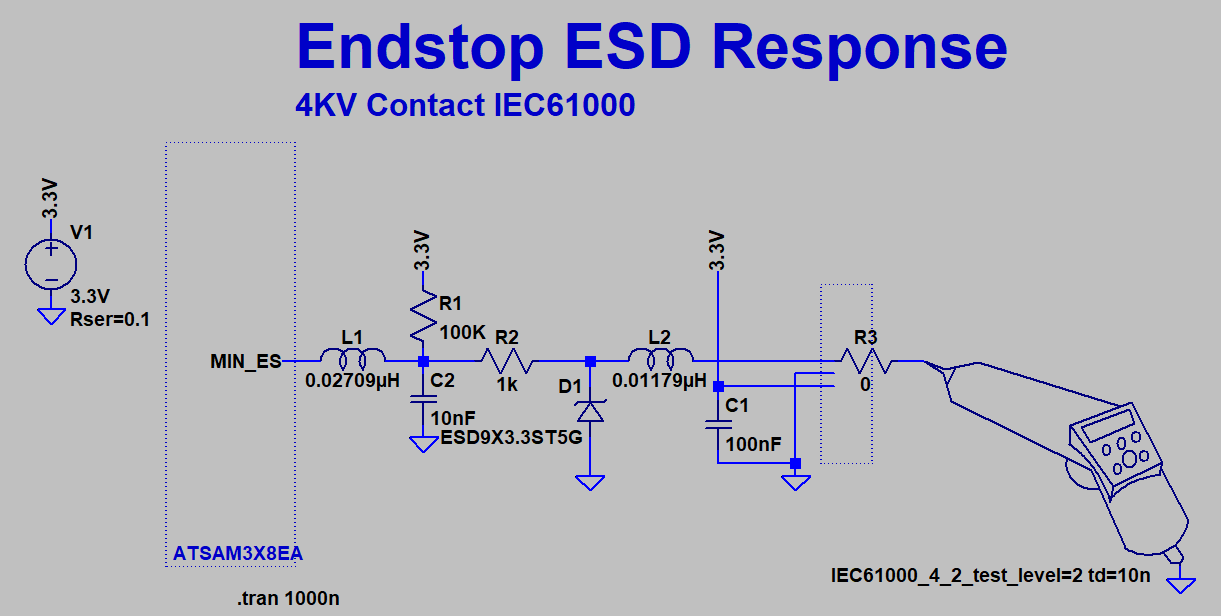 Endstop ESD Response
4KV Contact IEC61000
3.3V
V1
3.3V
Rser=0.1
MIN_ES
ATSAM3X8EA
.tran 1000n
L1
0.02709µH
3.3V
R1
100K
C2
10nF
R2
1k
D1
ESD9X3.3ST5G
L2
0.01179µH
3.3V
C1
100nF
R3
0
IEC61000_4_2_test_level=2 td=10n